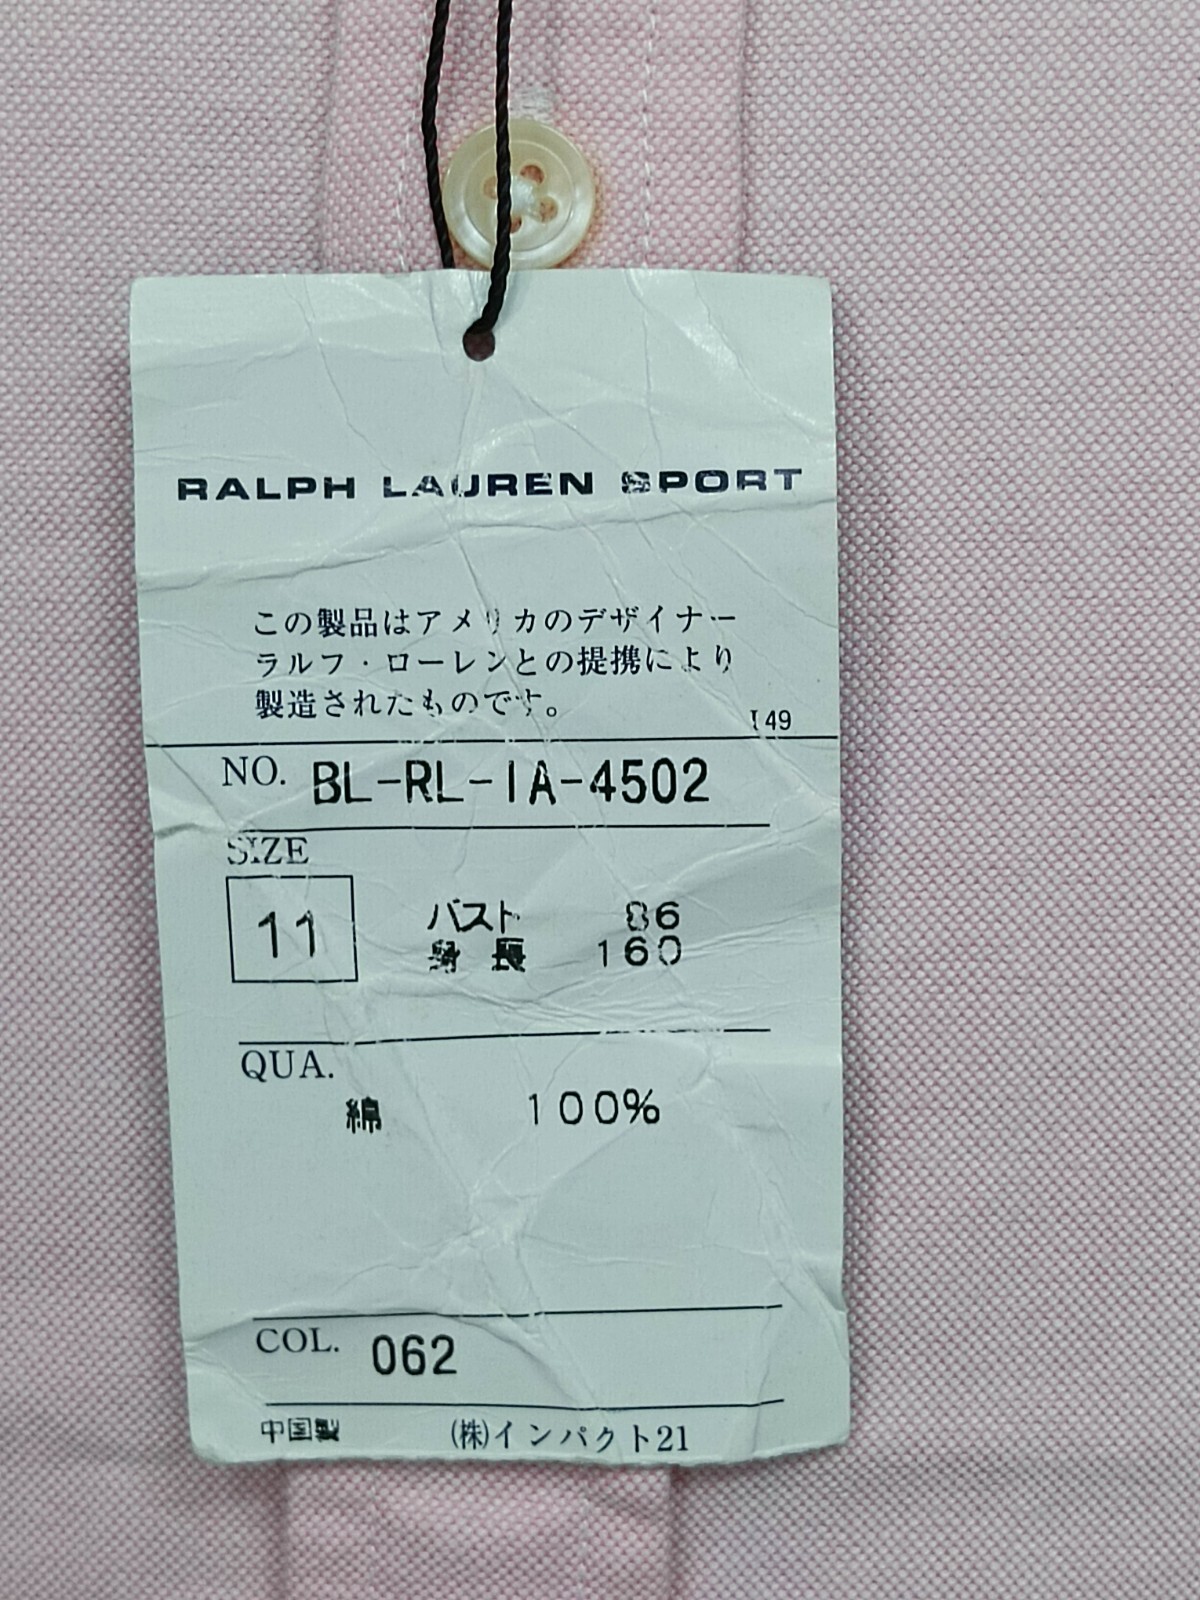 RALPH LAUREN SPORT
この製品はアメリカのデザイナー
ラルフ・ローレンとの提携により
製造されたものです。
I49
NO. BL-RL-IA-4502
SIZE
11 バスト 86
身長 160
QUA.
綿 100%
COL. 062
中国製 (株)インパクト21